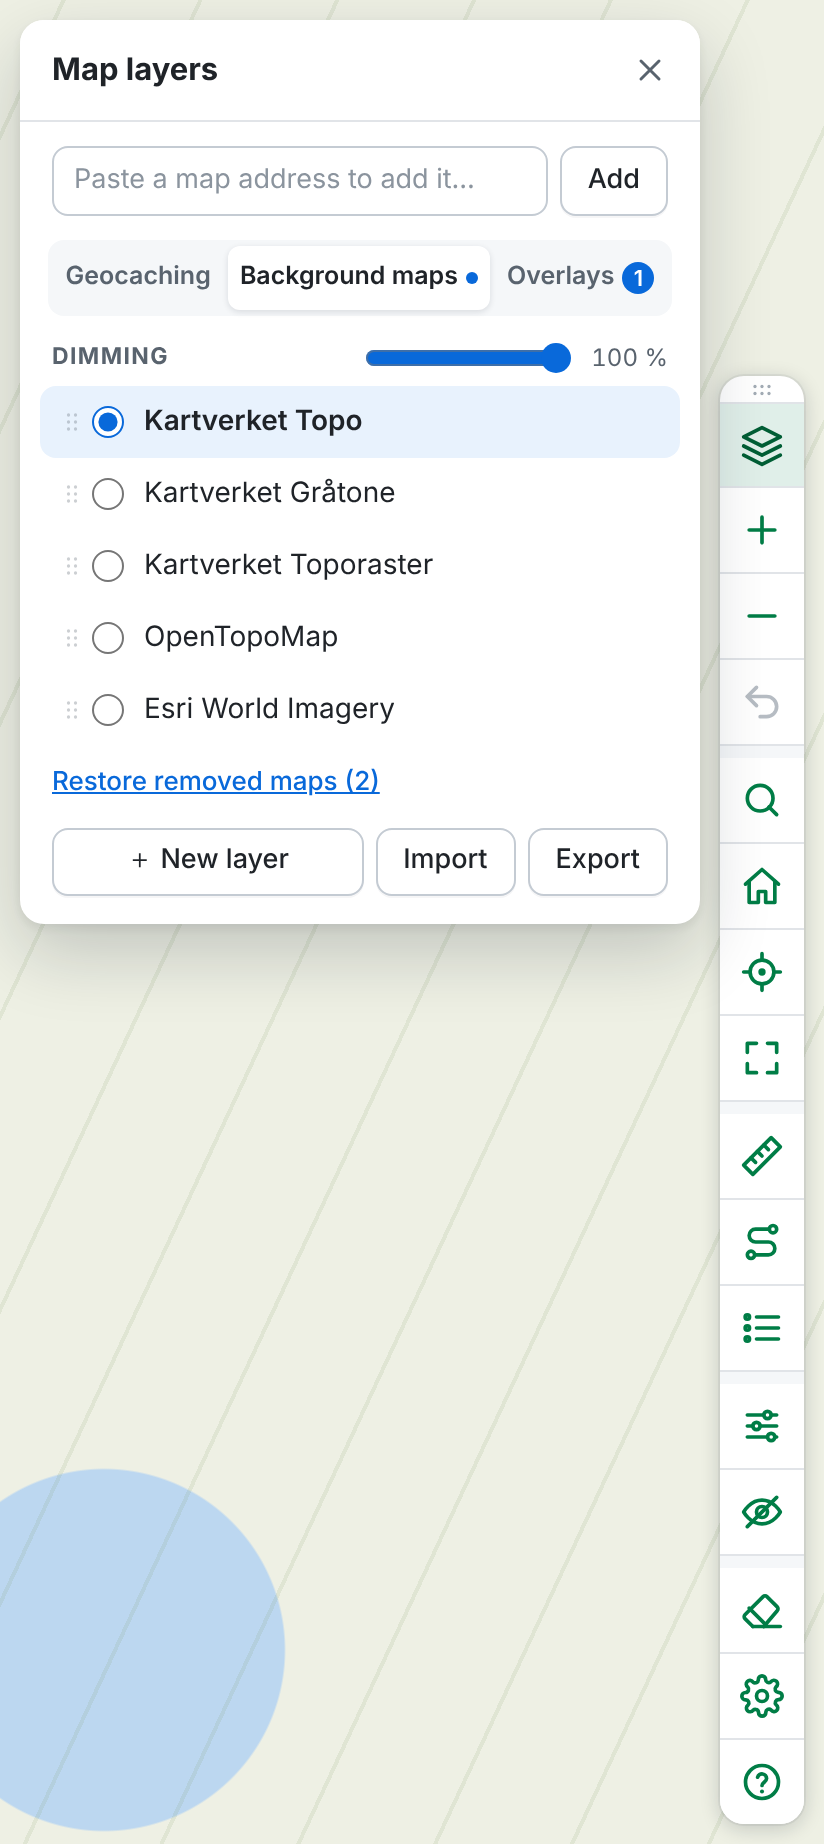 Map layers
Paste a map address to add it...
Add
Geocaching
Background maps
Overlays 1
DIMMING
100 %
Kartverket Topo
Kartverket Gråtone
Kartverket Toporaster
OpenTopoMap
Esri World Imagery
Restore removed maps (2)
+ New layer
Import
Export